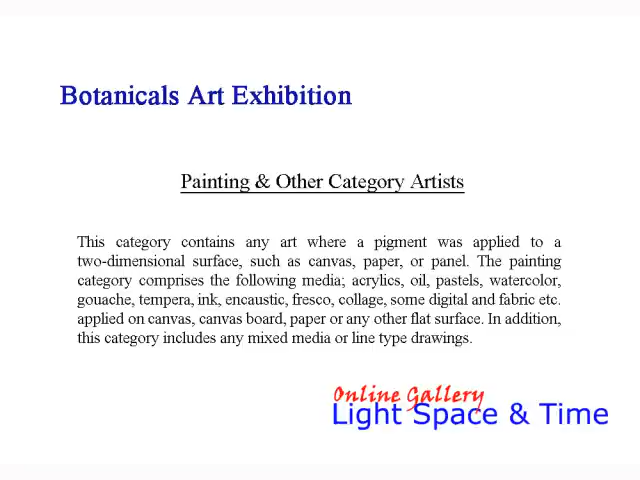 Botanicals Art Exhibition
Painting & Other Category Artists
This category contains any art where a pigment was applied to a
two-dimensional surface, such as canvas, paper, or panel. The painting
category comprises the following media; acrylics, oil, pastels, watercolor,
gouache, tempera, ink, encaustic, fresco, collage, some digital and fabric etc.
applied on canvas, canvas board, paper or any other flat surface. In addition,
this category includes any mixed media or line type drawings.
Online Gallery
Light Space & Time